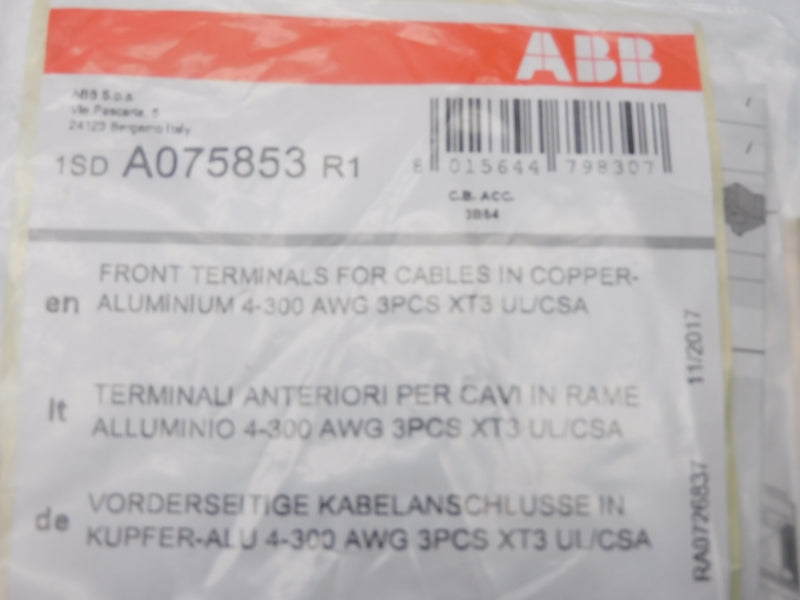 ABB
ABB S.p.a.
Via Pescaria, 5
24123 Bergamo Italy
1SD A075853 R1
8 015644 798307
C.B. ACC.
en FRONT TERMINALS FOR CABLES IN COPPER-
ALUMINIUM 4-300 AWG 3PCS XT3 UL/CSA
it TERMINALI ANTERIORI PER CAVI IN RAME
ALLUMINIO 4-300 AWG 3PCS XT3 UL/CSA
de VORDERSEITIGE KABELANSCHLUSSE IN
KUPFER-ALU 4-300 AWG 3PCS XT3 UL/CSA
RA0726837 11/2017